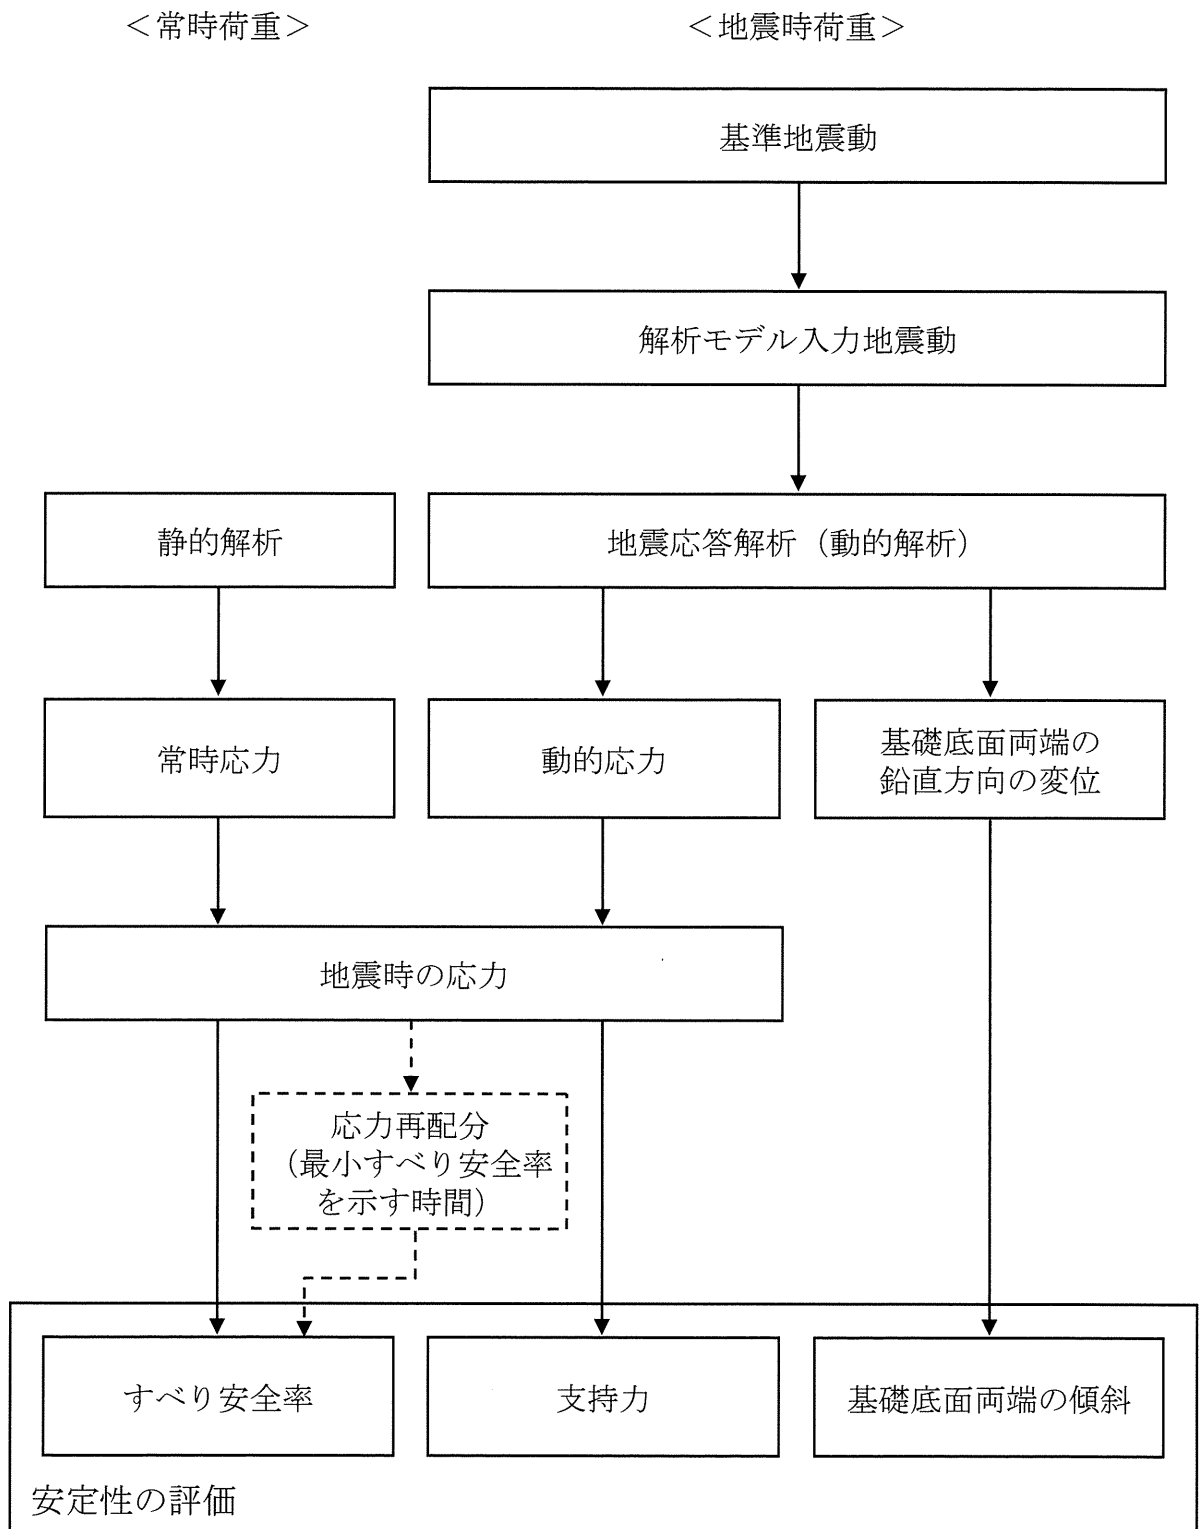 ＜常時荷重＞
＜地震時荷重＞
基準地震動
解析モデル入力地震動
静的解析
地震応答解析（動的解析）
常時応力
動的応力
基礎底面両端の
鉛直方向の変位
地震時の応力
応力再配分
（最小すべり安全率
を示す時間）
すべり安全率
支持力
基礎底面両端の傾斜
安定性の評価